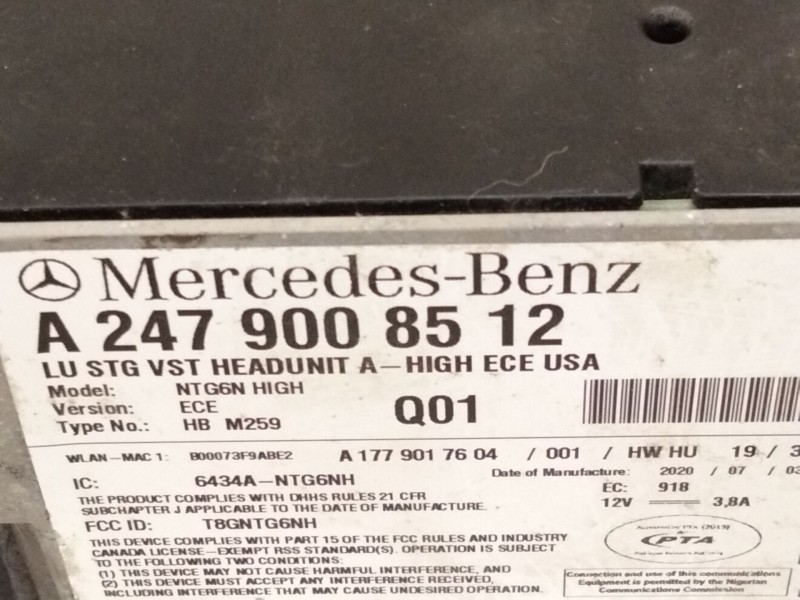 Mercedes-Benz
A 247 900 85 12
LU STG VST HEADUNIT A-HIGH ECE USA
Model: NTG6N HIGH
Version: ECE
Q01
Type No.: HB M259
WLAN-MAC 1: B00073F9ABE2 A 177 901 76 04 / 001 / HW HU 19 / 3
IC: 6434A-NTG6NH
Date of Manufacture: 2020 / 07 / 03
EC: 918
THE PRODUCT COMPLIES WITH DHHS RULES 21 CFR
12V 3,8A
SUBCHAPTER J APPLICABLE TO THE DATE OF MANUFACTURE.
FCC ID: T8GNTG6NH
THIS DEVICE COMPLIES WITH PART 15 OF THE FCC RULES AND INDUSTRY
CANADA LICENSE-EXEMPT RSS STANDARD(S). OPERATION IS SUBJECT
TO THE FOLLOWING TWO CONDITIONS:
(1) THIS DEVICE MAY NOT CAUSE HARMFUL INTERFERENCE, AND
(2) THIS DEVICE MUST ACCEPT ANY INTERFERENCE RECEIVED,
INCLUDING INTERFERENCE THAT MAY CAUSE UNDESIRED OPERATION.
Approved by PTA (2013)
CPTA
Connection and use of this communications
Equipment is permitted by the Nigerian
Communications Commission